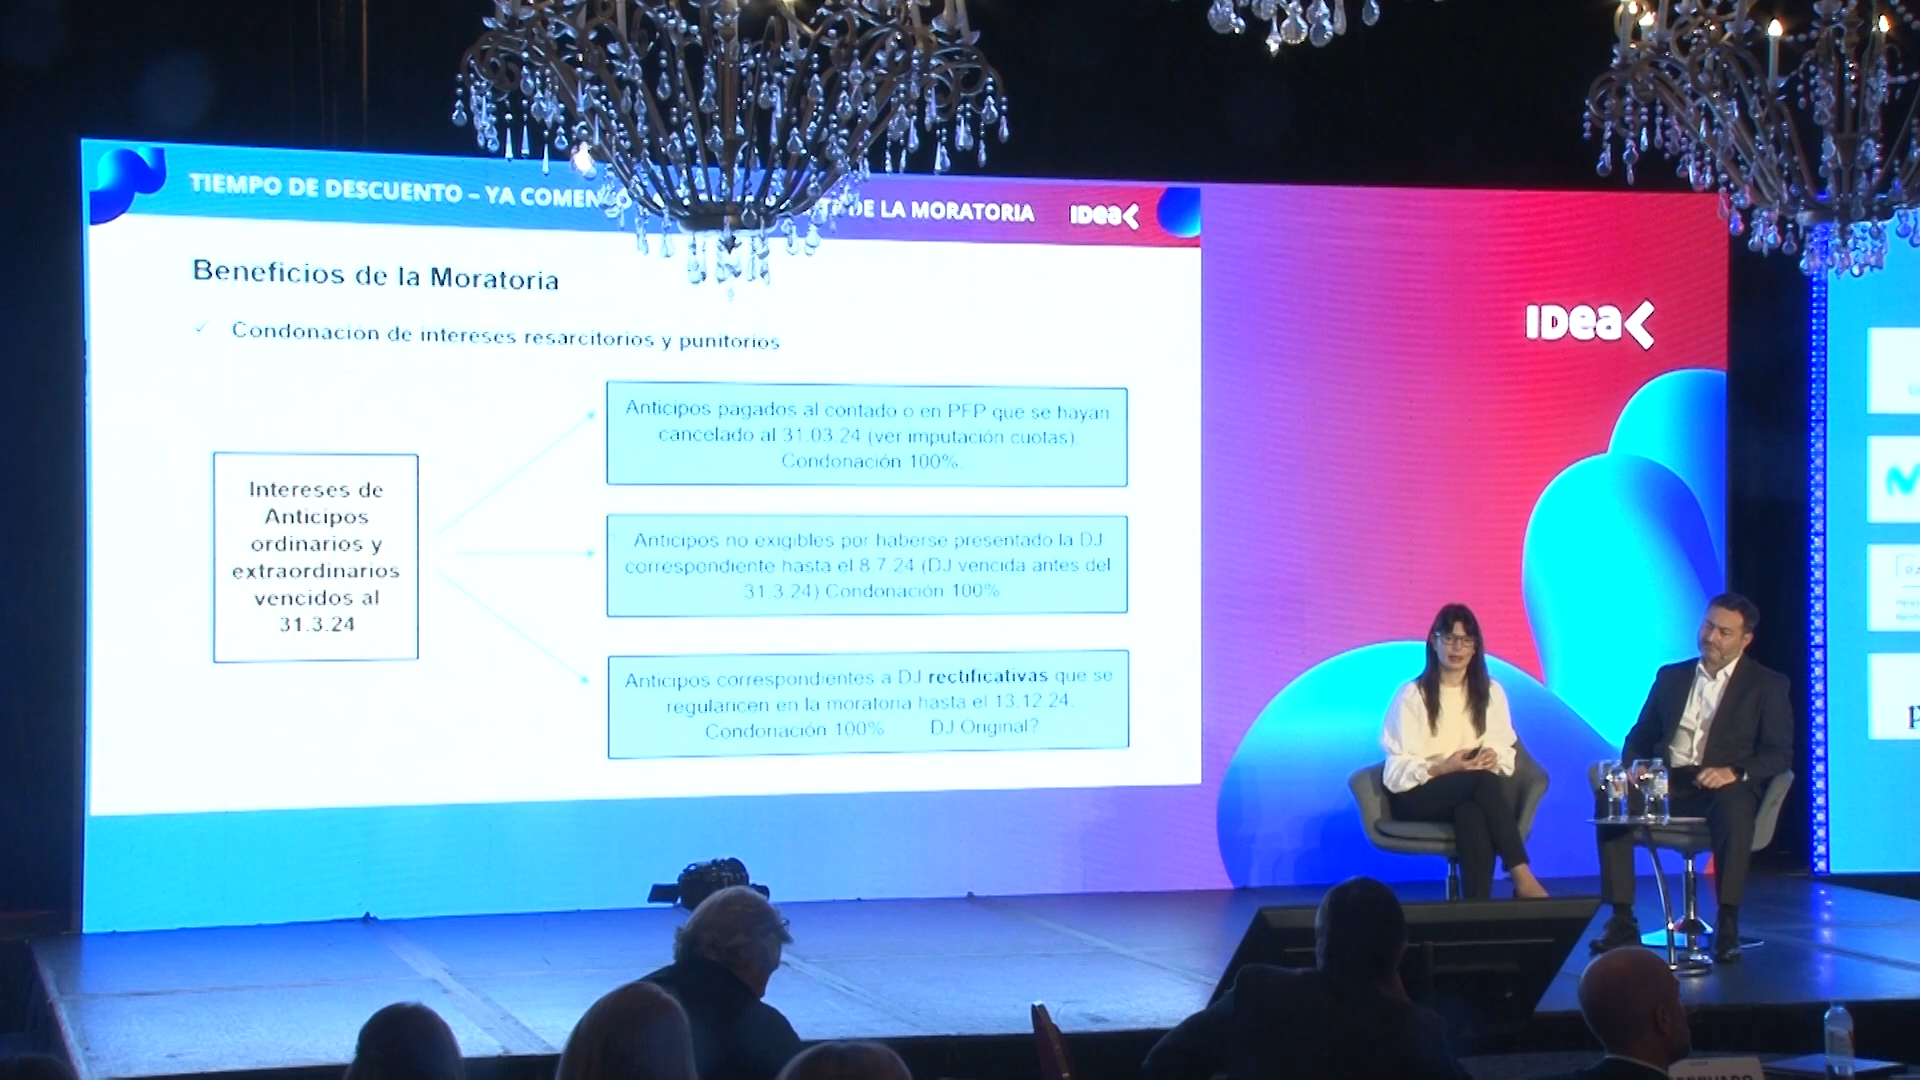 TIEMPO DE DESCUENTO – YA COMEN
DE LA MORATORIA
IDea
Beneficios de la Moratoria
✓ Condonacion de intereses resarcitorios y punitorios
Intereses de
Anticipos
ordinarios y
extraordinarios
vencidos al
31.3.24
Anticipos pagados al contado o en PFP que se hayan
cancelado al 31.03.24 (ver imputación cuotas).
Condonación 100%.
Anticipos no exigibles por haberse presentado la DJ
correspondiente hasta el 8.7.24 (DJ vencida antes del
31.3.24) Condonación 100%
Anticipos correspondientes a DJ rectificativas que se
regularicen en la moratoria hasta el 13.12.24.
Condonación 100% DJ Original?
IDea